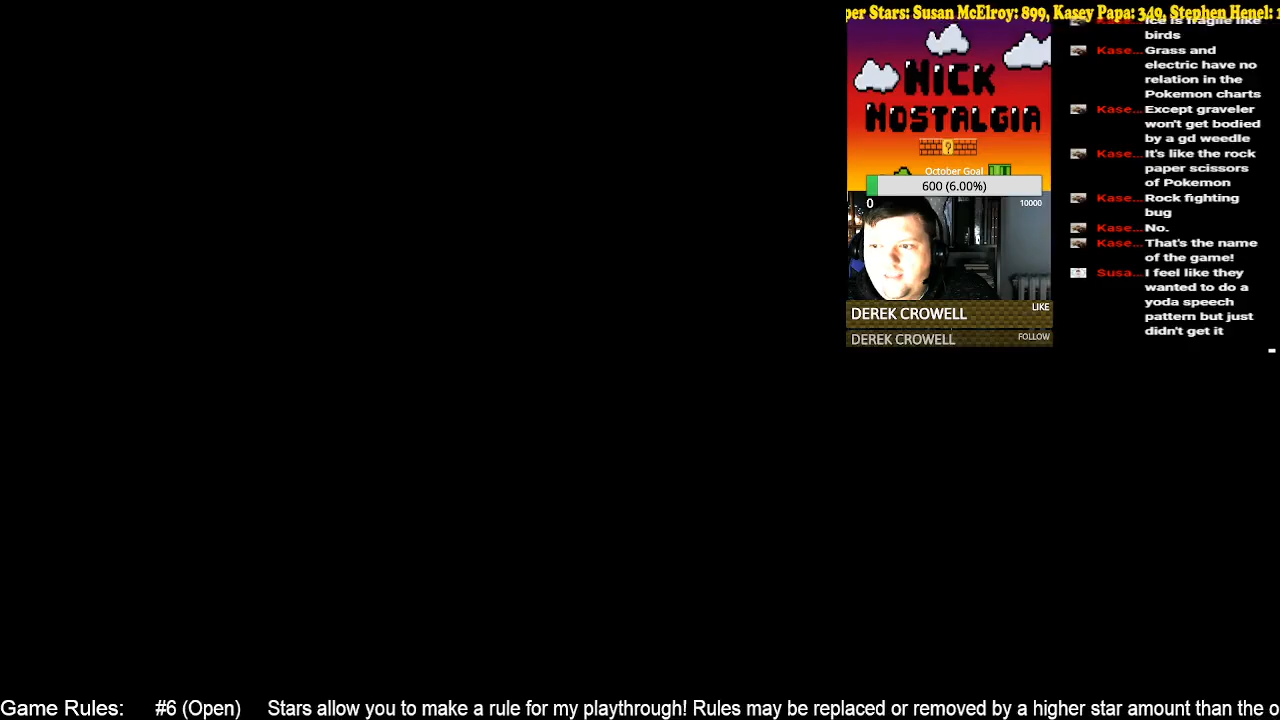 per Stars: Susan McElroy: 899, Kasey Papa: 349, Stephen Henel: 1
NICK
NOSTALGIA
October Goal
600 (6.00%)
0
10000
DEREK CROWELL
LIKE
DEREK CROWELL
FOLLOW
Ice is fragile like
birds
Kase... Grass and
electric have no
relation in the
Pokemon charts
Kase... Except graveler
won't get bodied
by a gd weedle
Kase... It's like the rock
paper scissors
of Pokemon
Kase... Rock fighting
bug
Kase... No.
Kase... That's the name
of the game!
Susa... I feel like they
wanted to do a
yoda speech
pattern but just
didn't get it
Game Rules: #6 (Open) Stars allow you to make a rule for my playthrough! Rules may be replaced or removed by a higher star amount than the o